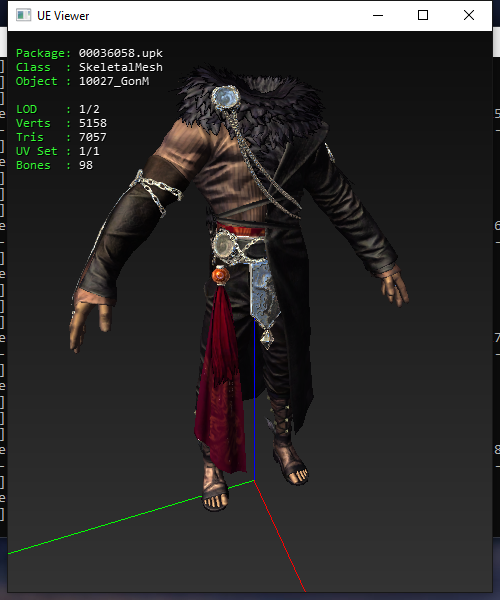 UE Viewer
Package: 00036058.upk
Class : SkeletalMesh
Object : 10027_GonM
LOD : 1/2
Verts : 5158
Tris : 7057
UV Set : 1/1
Bones : 98